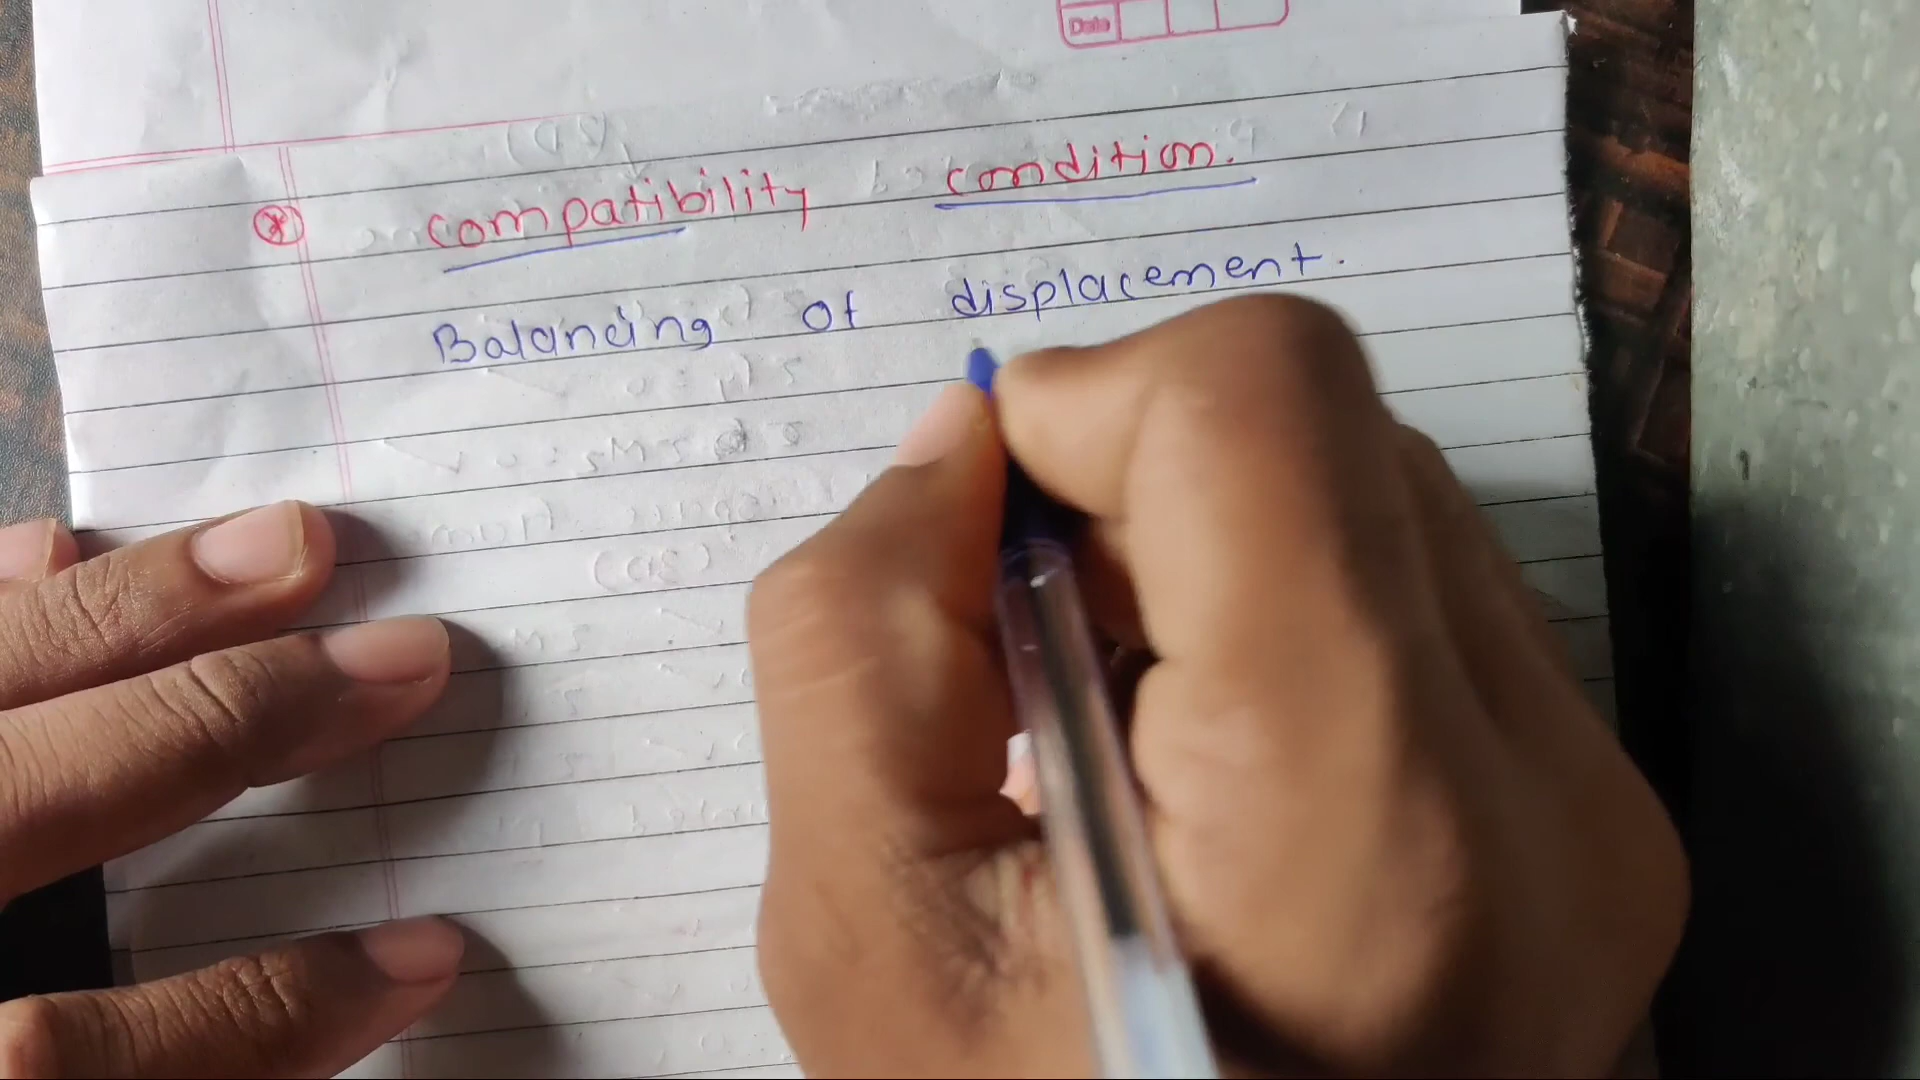 Date
compatibility condition.
Balancing of displacement.